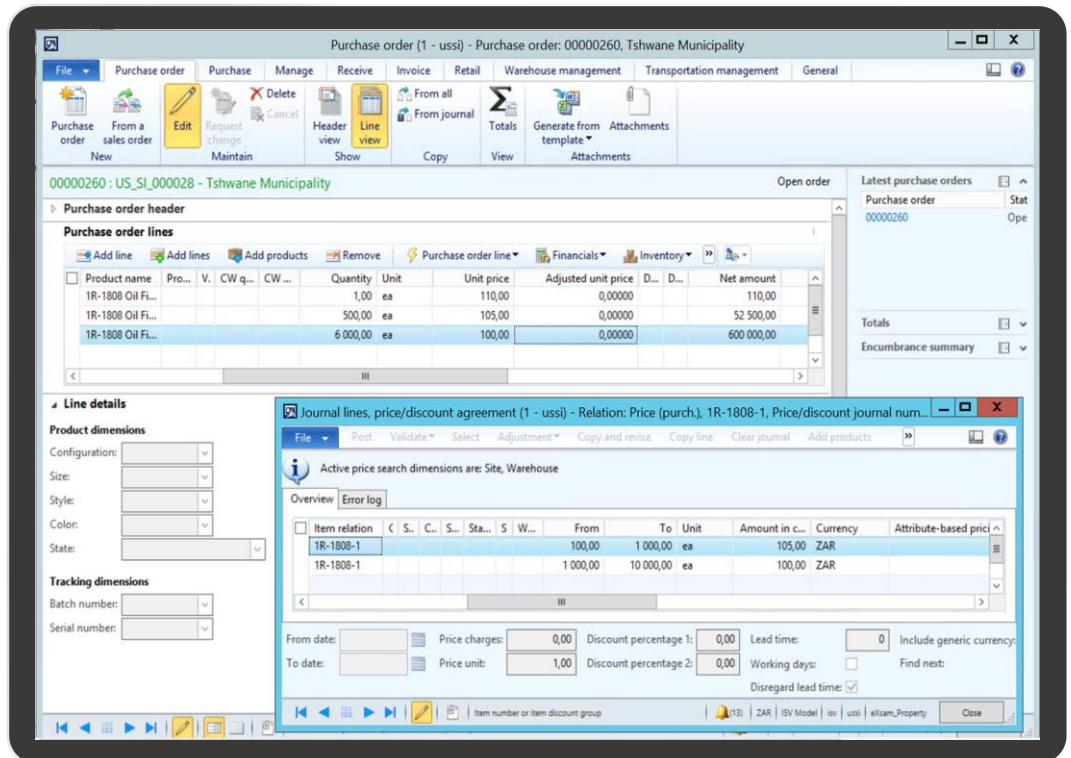 Purchase order (1 - ussi) - Purchase order: 00000260, Tshwane Municipality
File Purchase order Purchase Manage Receive Invoice Retail Warehouse management Transportation management General
Purchase order
From a sales order
Edit
Request change
Delete
Cancel
Header view
Line view
From all
From journal
Totals
Generate from template
Attachments
New Maintain Show Copy View Attachments
00000260 : US_SI_000028 - Tshwane Municipality Open order
Purchase order header
Purchase order lines
Add line Add lines Add products Remove Purchase order line Financials Inventory »
Product name Pro... V. CW q... CW ... Quantity Unit Unit price Adjusted unit price D... D... Net amount
1R-1808 Oil Fi... 1,00 ea 110,00 0,00000 110,00
1R-1808 Oil Fi... 500,00 ea 105,00 0,00000 52 500,00
1R-1808 Oil Fi... 6 000,00 ea 100,00 0,00000 600 000,00
Latest purchase orders
Purchase order Stat
00000260 Ope
Totals
Encumbrance summary
Line details
Product dimensions
Configuration:
Size:
Style:
Color:
State:
Tracking dimensions
Batch number:
Serial number:
Journal lines, price/discount agreement (1 - ussi) - Relation: Price (purch.), 1R-1808-1, Price/discount journal num...
File Post Validate Select Adjustment Copy and revise Copy line Clear journal Add products »
Active price search dimensions are: Site, Warehouse
Overview Error log
Item relation C S.. C.. S... Sta... S W... From To Unit Amount in c... Currency Attribute-based prici
1R-1808-1 100,00 1 000,00 ea 105,00 ZAR
1R-1808-1 1 000,00 10 000,00 ea 100,00 ZAR
From date: Price charges: 0,00 Discount percentage 1: 0,00 Lead time: 0 Include generic currency:
To date: Price unit: 1,00 Discount percentage 2: 0,00 Working days: Find next:
Disregard lead time:
Item number or item discount group (13) ZAR ISV Model isv ussi eXsam_Property Close